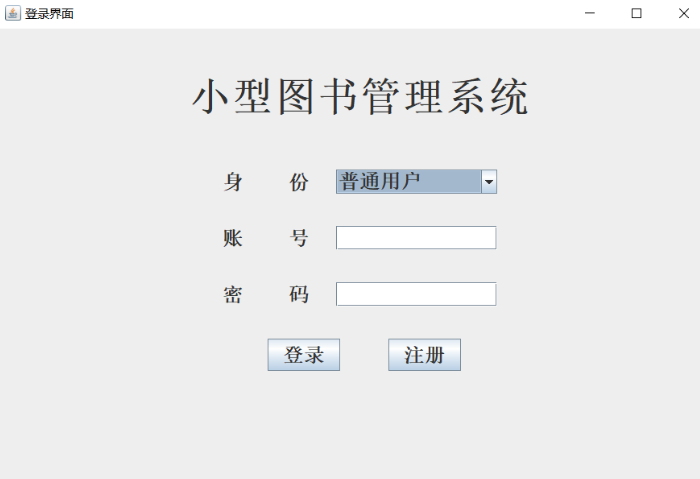 登录界面
小型图书管理系统
身 份 普通用户
账 号
密 码
登录 注册